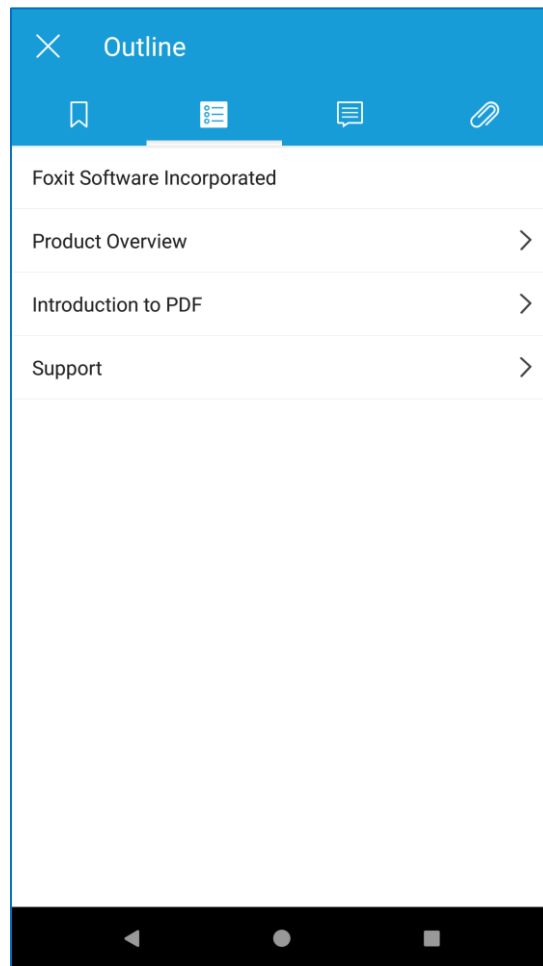 Outline
Foxit Software Incorporated
Product Overview
Introduction to PDF
Support